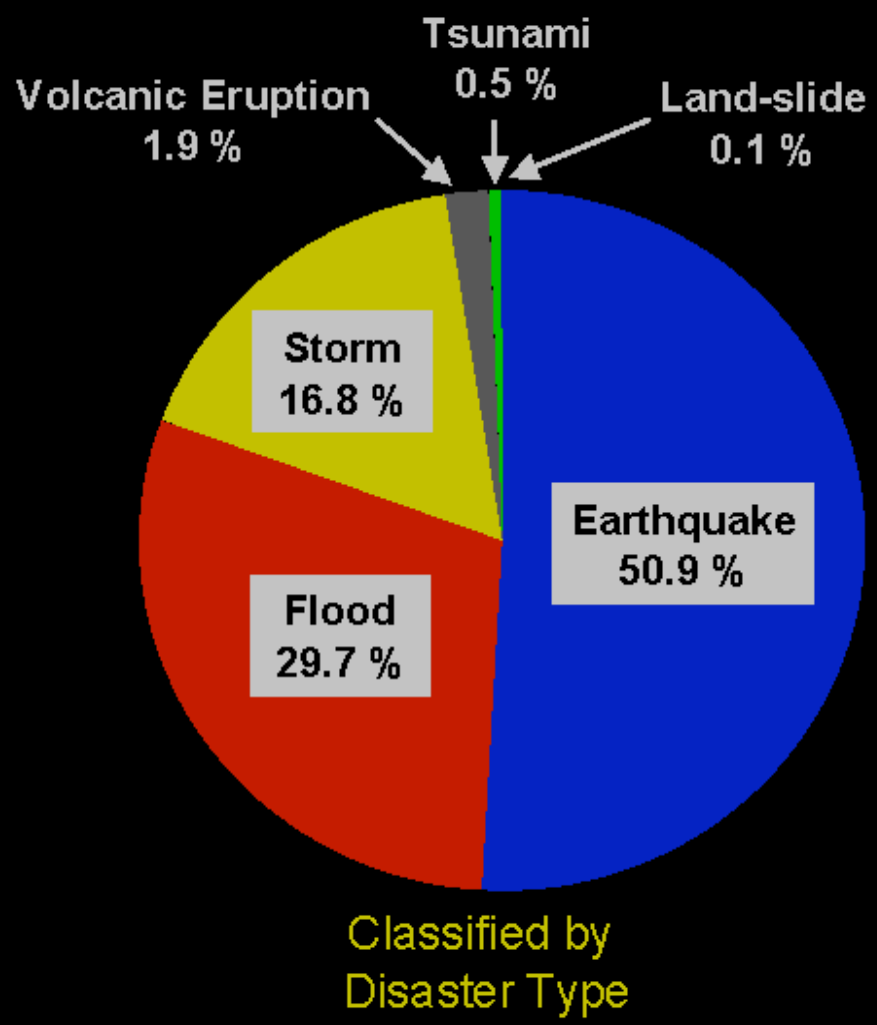 Tsunami
0.5 %
Volcanic Eruption
1.9 %
Land-slide
0.1 %
Storm
16.8 %
Earthquake
50.9 %
Flood
29.7 %
Classified by
Disaster Type